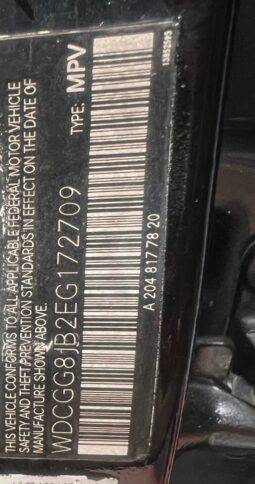 THIS VEHICLE CONFORMS TO ALL APPLICABLE FEDERAL MOTOR VEHICLE
SAFETY AND THEFT PREVENTION STANDARDS IN EFFECT ON THE DATE OF
MANUFACTURE SHOWN ABOVE.
WDCGG8JB2EG172709
TYPE: MPV
A 204 817 78 20